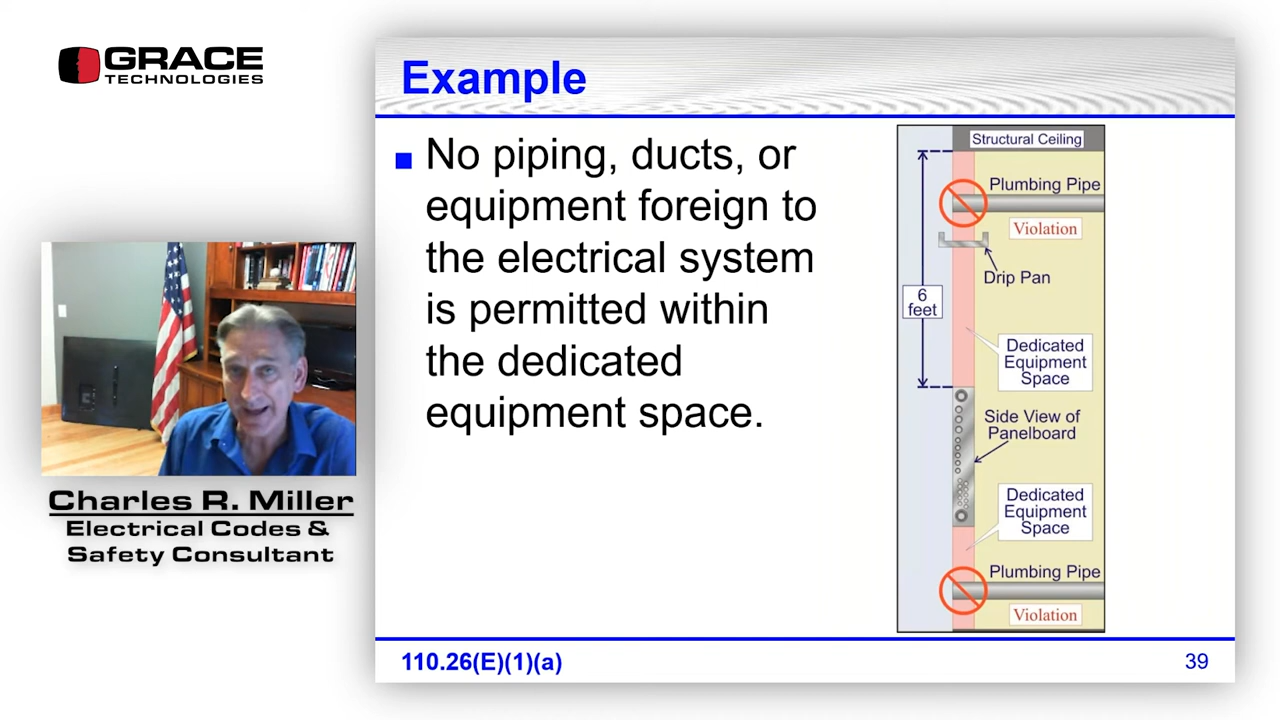 GRACE
TECHNOLOGIES
Example
No piping, ducts, or
equipment foreign to
the electrical system
is permitted within
the dedicated
equipment space.
Structural Ceiling
Plumbing Pipe
Violation
Drip Pan
6
feet
Dedicated
Equipment
Space
Side View of
Panelboard
Dedicated
Equipment
Space
Plumbing Pipe
Violation
Charles R. Miller
Electrical Codes &
Safety Consultant
110.26(E)(1)(a)
39